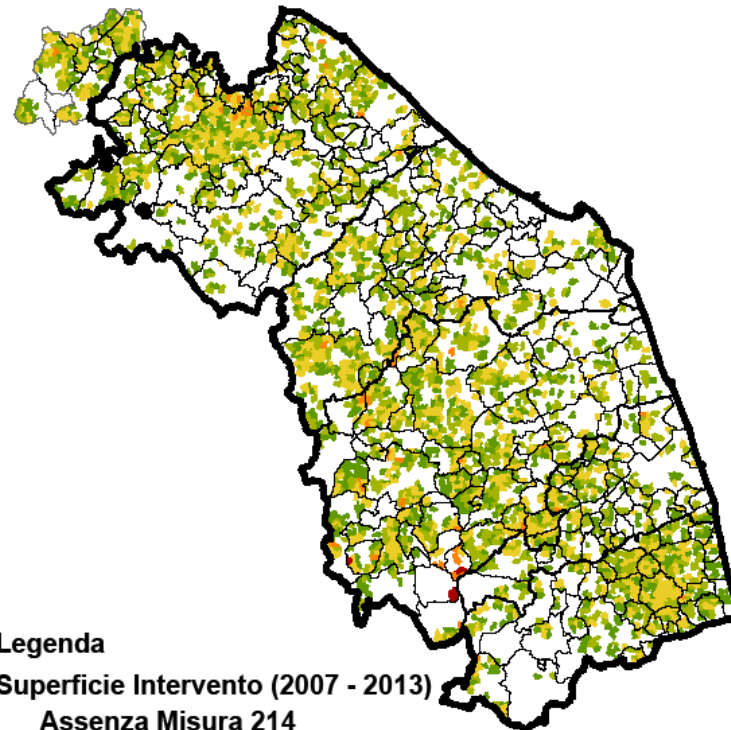 Legenda
Superficie Intervento (2007 - 2013)
Assenza Misura 214